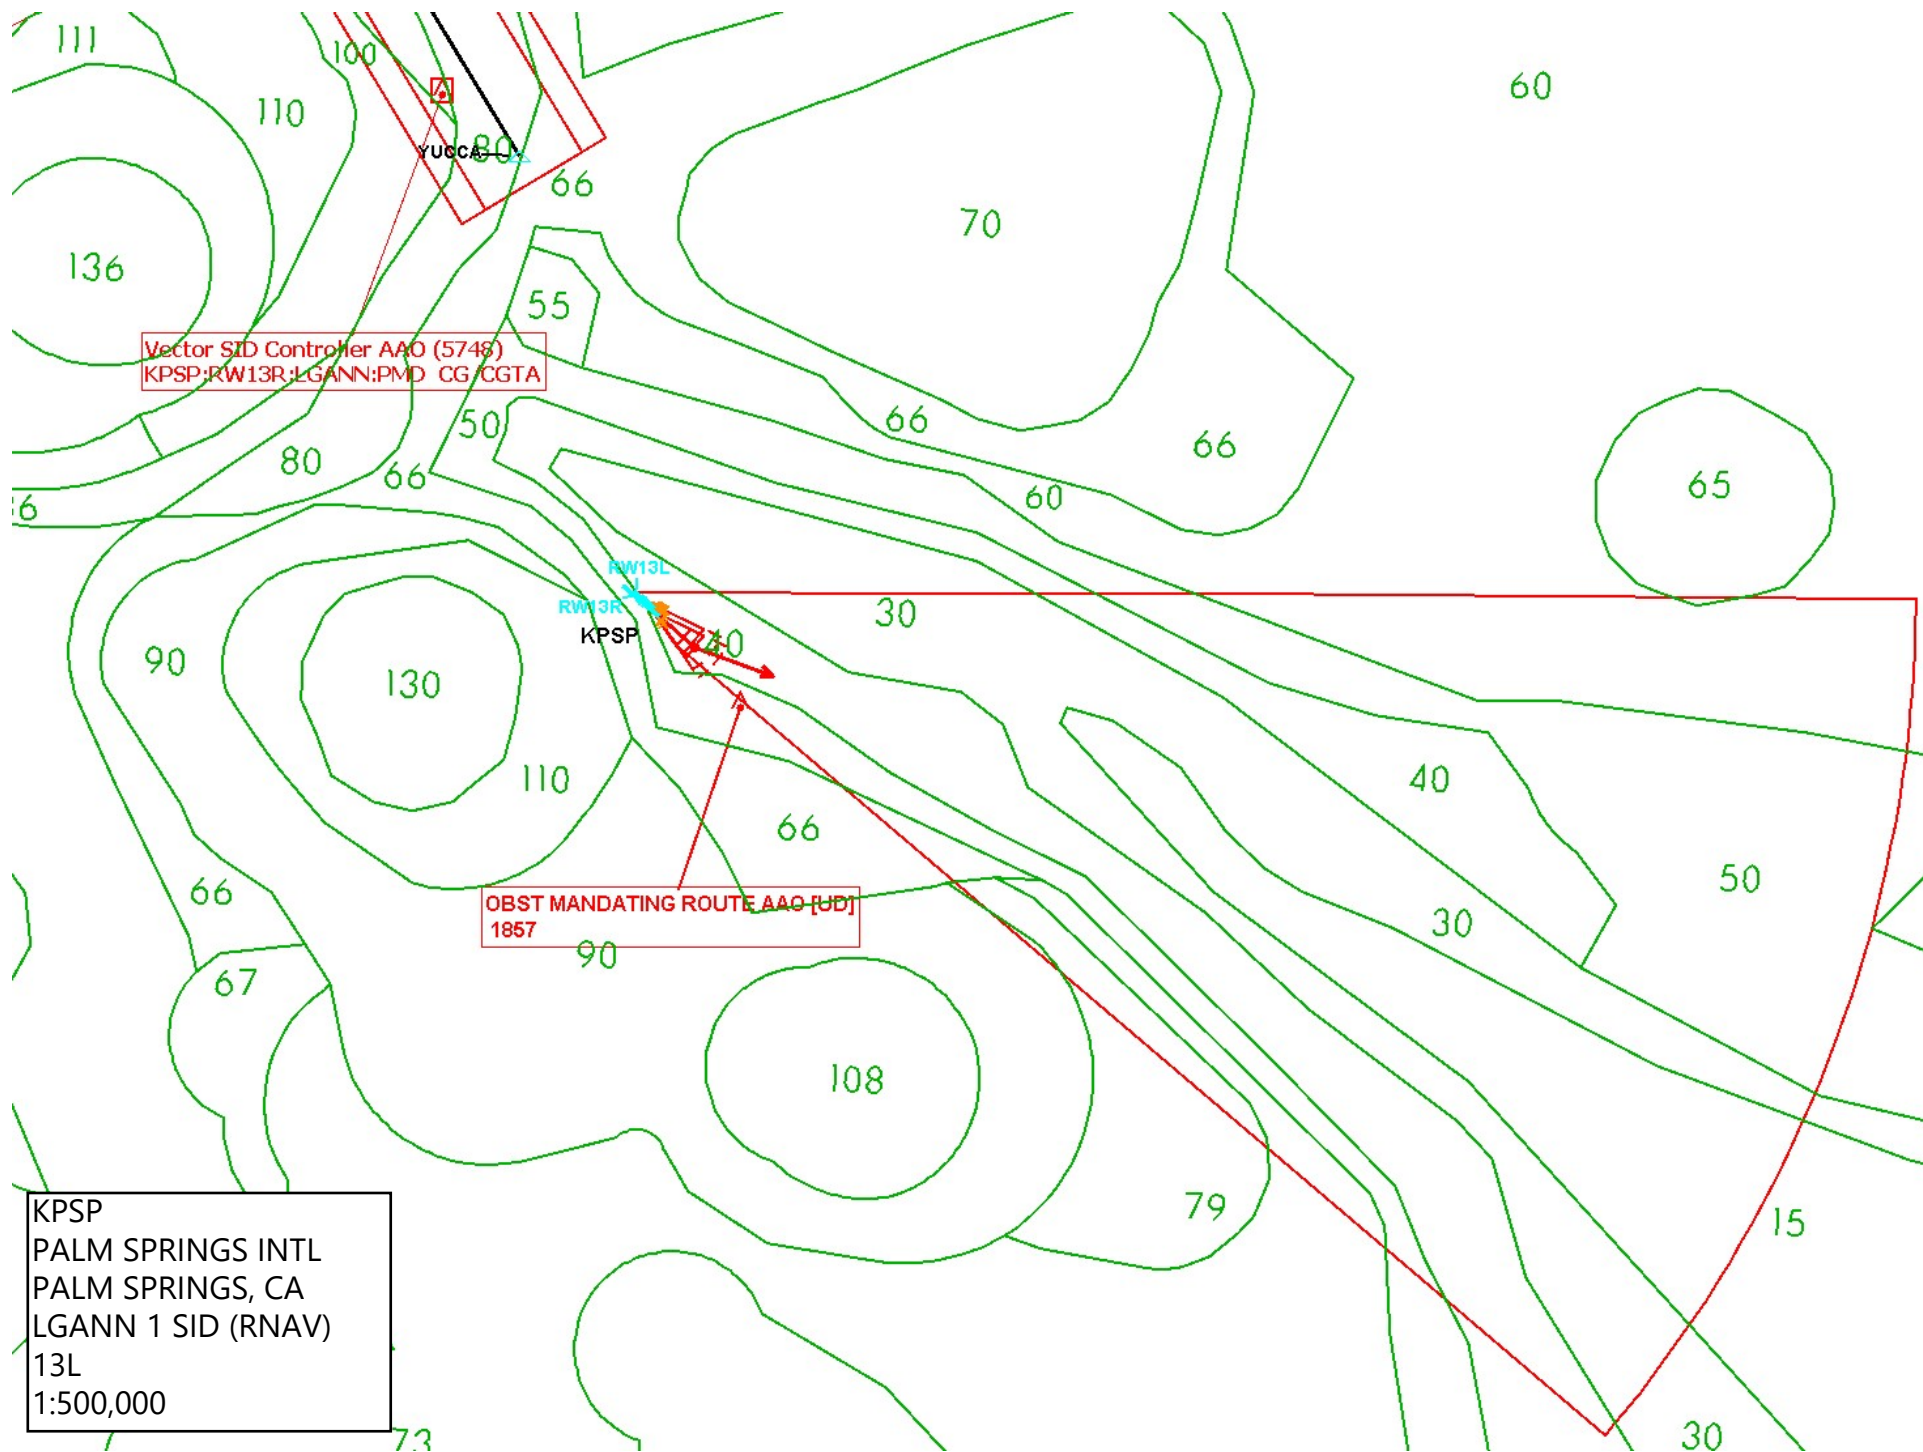 111
100
110
60
YUCCA
80
66
70
136
55
Vector SID Controller AAO (5748)
KPSP:RW13R:LGANN:PMD CG CGTA
50
66
66
80
66
60
65
RW13L
RW13R
KPSP
30
40
90
130
110
40
66
50
66
OBST MANDATING ROUTE AAO [UD]
1857
30
90
67
108
79
15
KPSP
PALM SPRINGS INTL
PALM SPRINGS, CA
LGANN 1 SID (RNAV)
13L
1:500,000
73
30